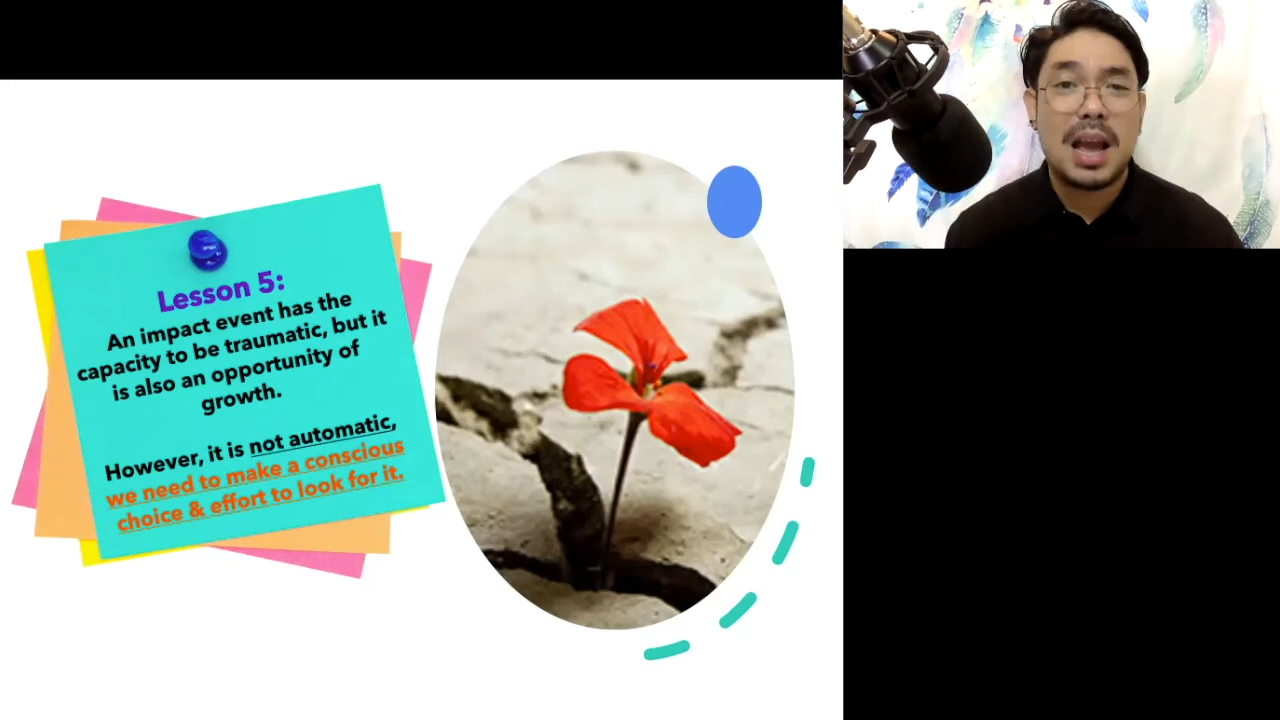 Lesson 5:
An impact event has the
capacity to be traumatic, but it
is also an opportunity of
growth.
However, it is not automatic,
we need to make a conscious
choice & effort to look for it.